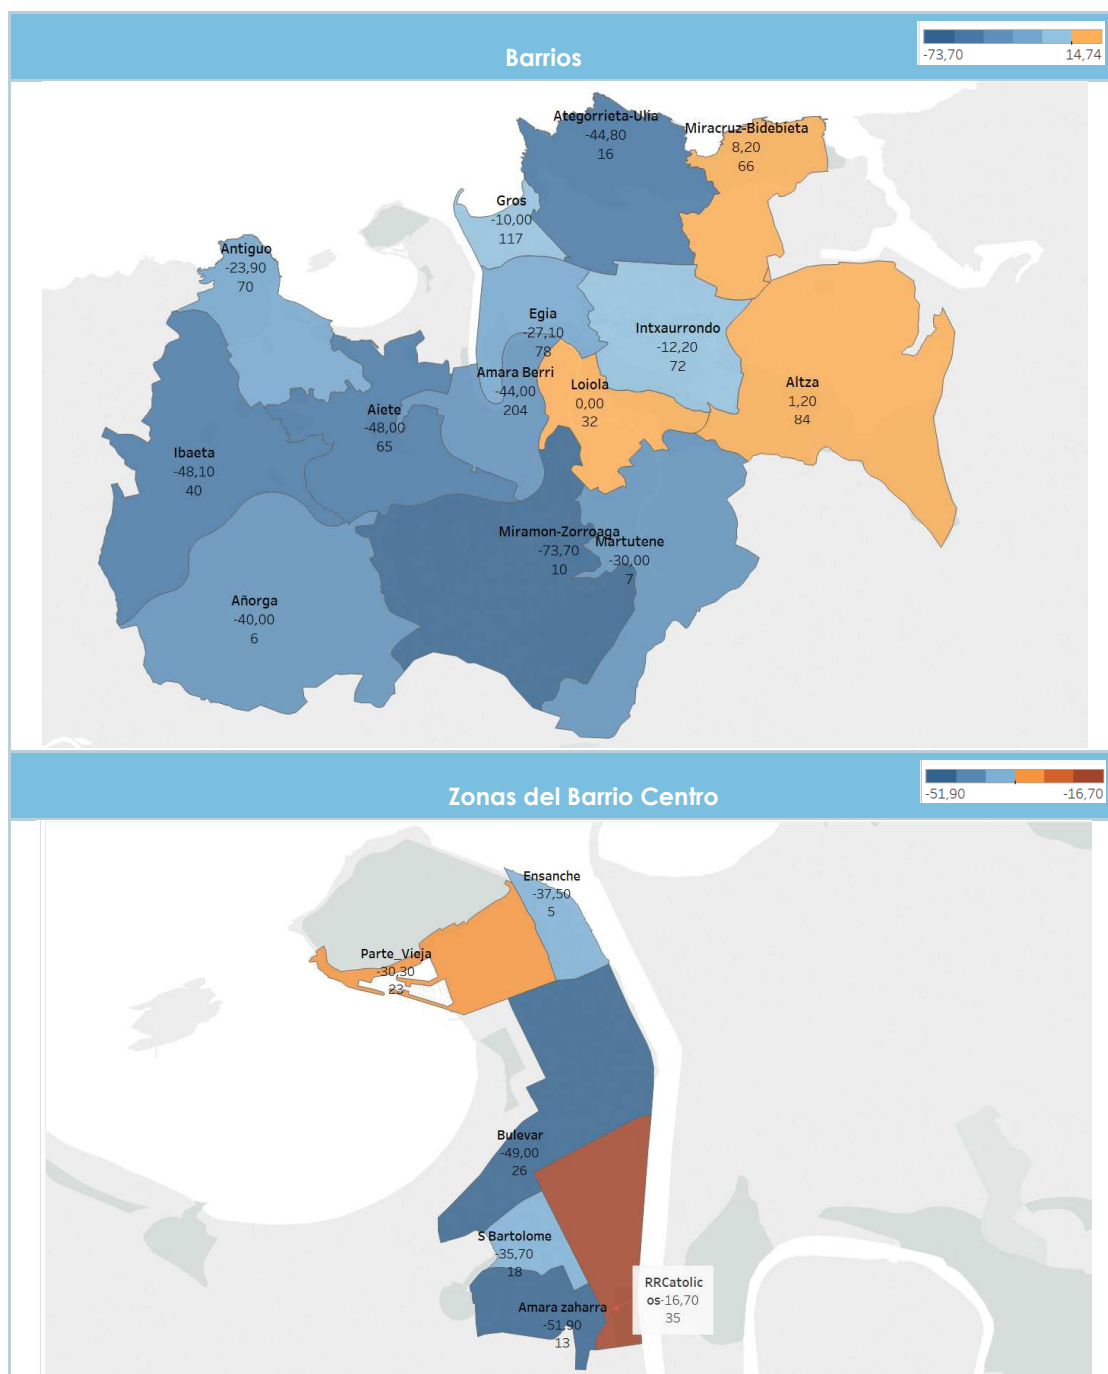 Barrios
-73,70
14,74
Ategorrieta-Ulia
-44,80
16
Miracruz-Bidebieta
8,20
66
Gros
-10,00
117
Antiguo
-23,90
70
Egia
-27,10
78
Intxaurrondo
-12,20
72
Amara Berri
-44,00
204
Loiola
0,00
32
Altza
1,20
84
Aiete
-48,00
65
Ibaeta
-48,10
40
Miramon-Zorroaga
-73,70
10
Martutene
-30,00
7
Añorga
-40,00
6
Zonas del Barrio Centro
-51,90
-16,70
Ensanche
-37,50
5
Parte_Vieja
-30,30
23
Bulevar
-49,00
26
S Bartolome
-35,70
18
RRCatolic
os-16,70
35
Amara zaharra
-51,90
13